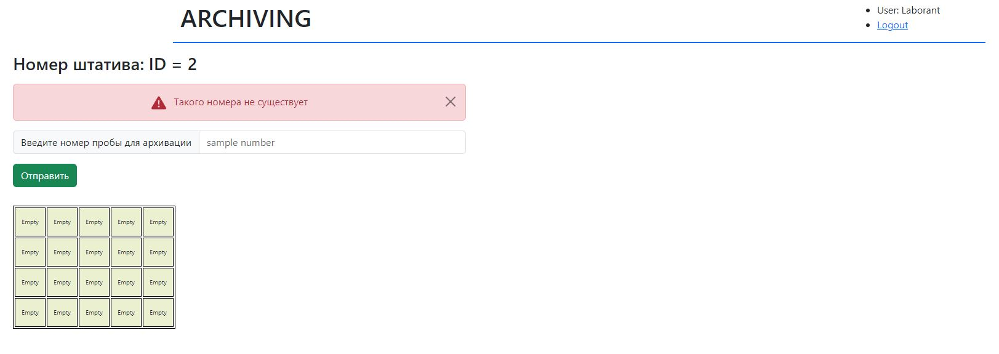 ARCHIVING
User: Laborant
Logout
Номер штатива: ID = 2
Такого номера не существует
Введите номер пробы для архивации sample number
Отправить
Empty Empty Empty Empty Empty
Empty Empty Empty Empty Empty
Empty Empty Empty Empty Empty
Empty Empty Empty Empty Empty